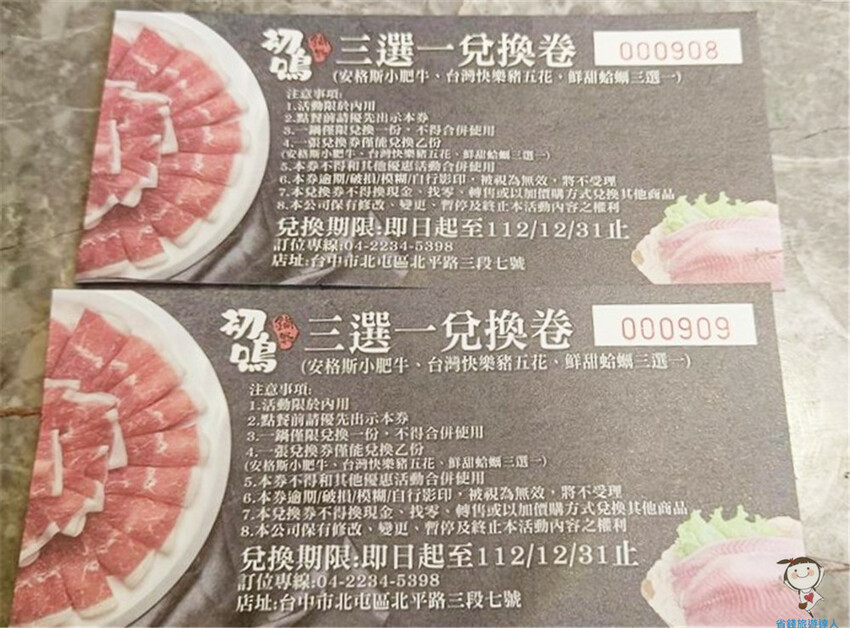 初鳴
鍋物
三選一兌換卷
000908
(安格斯小肥牛、台灣快樂豬五花、鮮甜蛤蠣三選一)
注意事項:
1.活動限於內用
2.點餐前請優先出示本券
3.一鍋僅限兌換一份，不得合併使用
4.一張兌換券僅能兌換乙份
(安格斯小肥牛、台灣快樂豬五花、鮮甜蛤蠣三選一)
5.本券不得和其他優惠活動合併使用
6.本券逾期/破損/模糊/自行影印，被視為無效，將不受理
7.本兌換券不得換現金、找零、轉售或以加價購方式兌換其他商品
8.本公司保有修改、變更、暫停及終止本活動內容之權利
兌換期限:即日起至112/12/31止
訂位專線:04-2234-5398
店址:台中市北屯區北平路三段七號
初鳴
鍋物
三選一兌換卷
000909
(安格斯小肥牛、台灣快樂豬五花、鮮甜蛤蠣三選一)
注意事項:
1.活動限於內用
2.點餐前請優先出示本券
3.一鍋僅限兌換一份，不得合併使用
4.一張兌換券僅能兌換乙份
(安格斯小肥牛、台灣快樂豬五花、鮮甜蛤蠣三選一)
5.本券不得和其他優惠活動合併使用
6.本券逾期/破損/模糊/自行影印，被視為無效，將不受理
7.本兌換券不得換現金、找零、轉售或以加價購方式兌換其他商品
8.本公司保有修改、變更、暫停及終止本活動內容之權利
兌換期限:即日起至112/12/31止
訂位專線:04-2234-5398
店址:台中市北屯區北平路三段七號
省錢旅遊達人